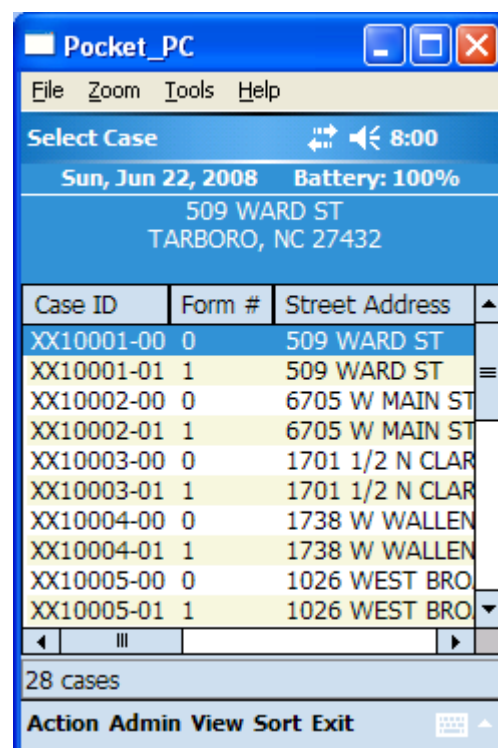 Pocket_PC
File Zoom Tools Help
Select Case 8:00
Sun, Jun 22, 2008 Battery: 100%
509 WARD ST
TARBORO, NC 27432
Case ID Form # Street Address
XX10001-00 0 509 WARD ST
XX10001-01 1 509 WARD ST
XX10002-00 0 6705 W MAIN ST
XX10002-01 1 6705 W MAIN ST
XX10003-00 0 1701 1/2 N CLAR
XX10003-01 1 1701 1/2 N CLAR
XX10004-00 0 1738 W WALLEN
XX10004-01 1 1738 W WALLEN
XX10005-00 0 1026 WEST BRO
XX10005-01 1 1026 WEST BRO
28 cases
Action Admin View Sort Exit